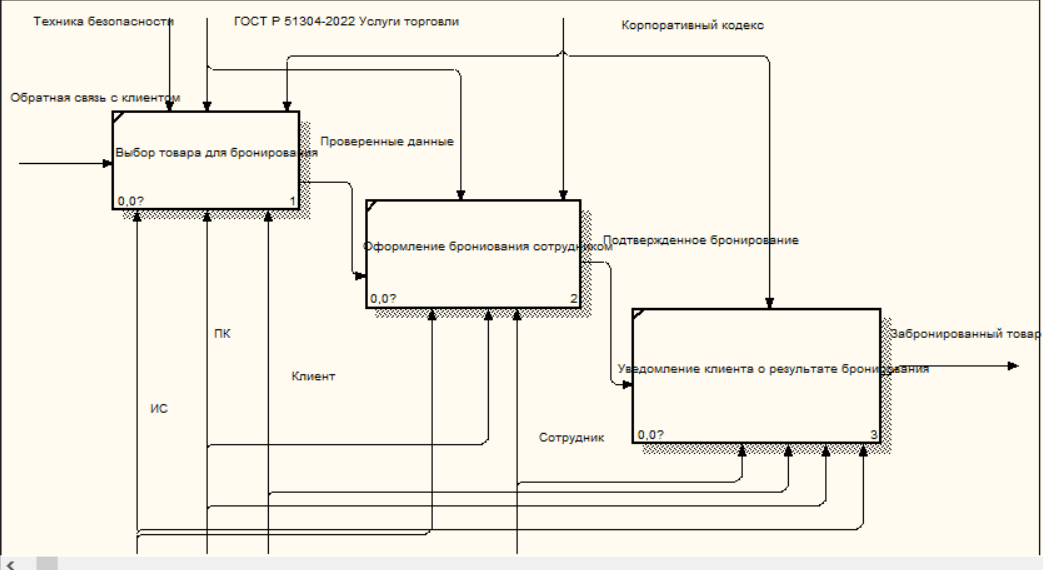 Техника безопасности
ГОСТ Р 51304-2022 Услуги торговли
Корпоративный кодекс
Обратная связь с клиентом
Проверенные данные
Выбор товара для бронирования
0,0?
1
Подтвержденное бронирование
Оформление брониования сотрудником
0,0?
2
ПК
Забронированный товар
Уведомление клиента о результате бронирования
Клиент
ИС
Сотрудник
0,0?
3